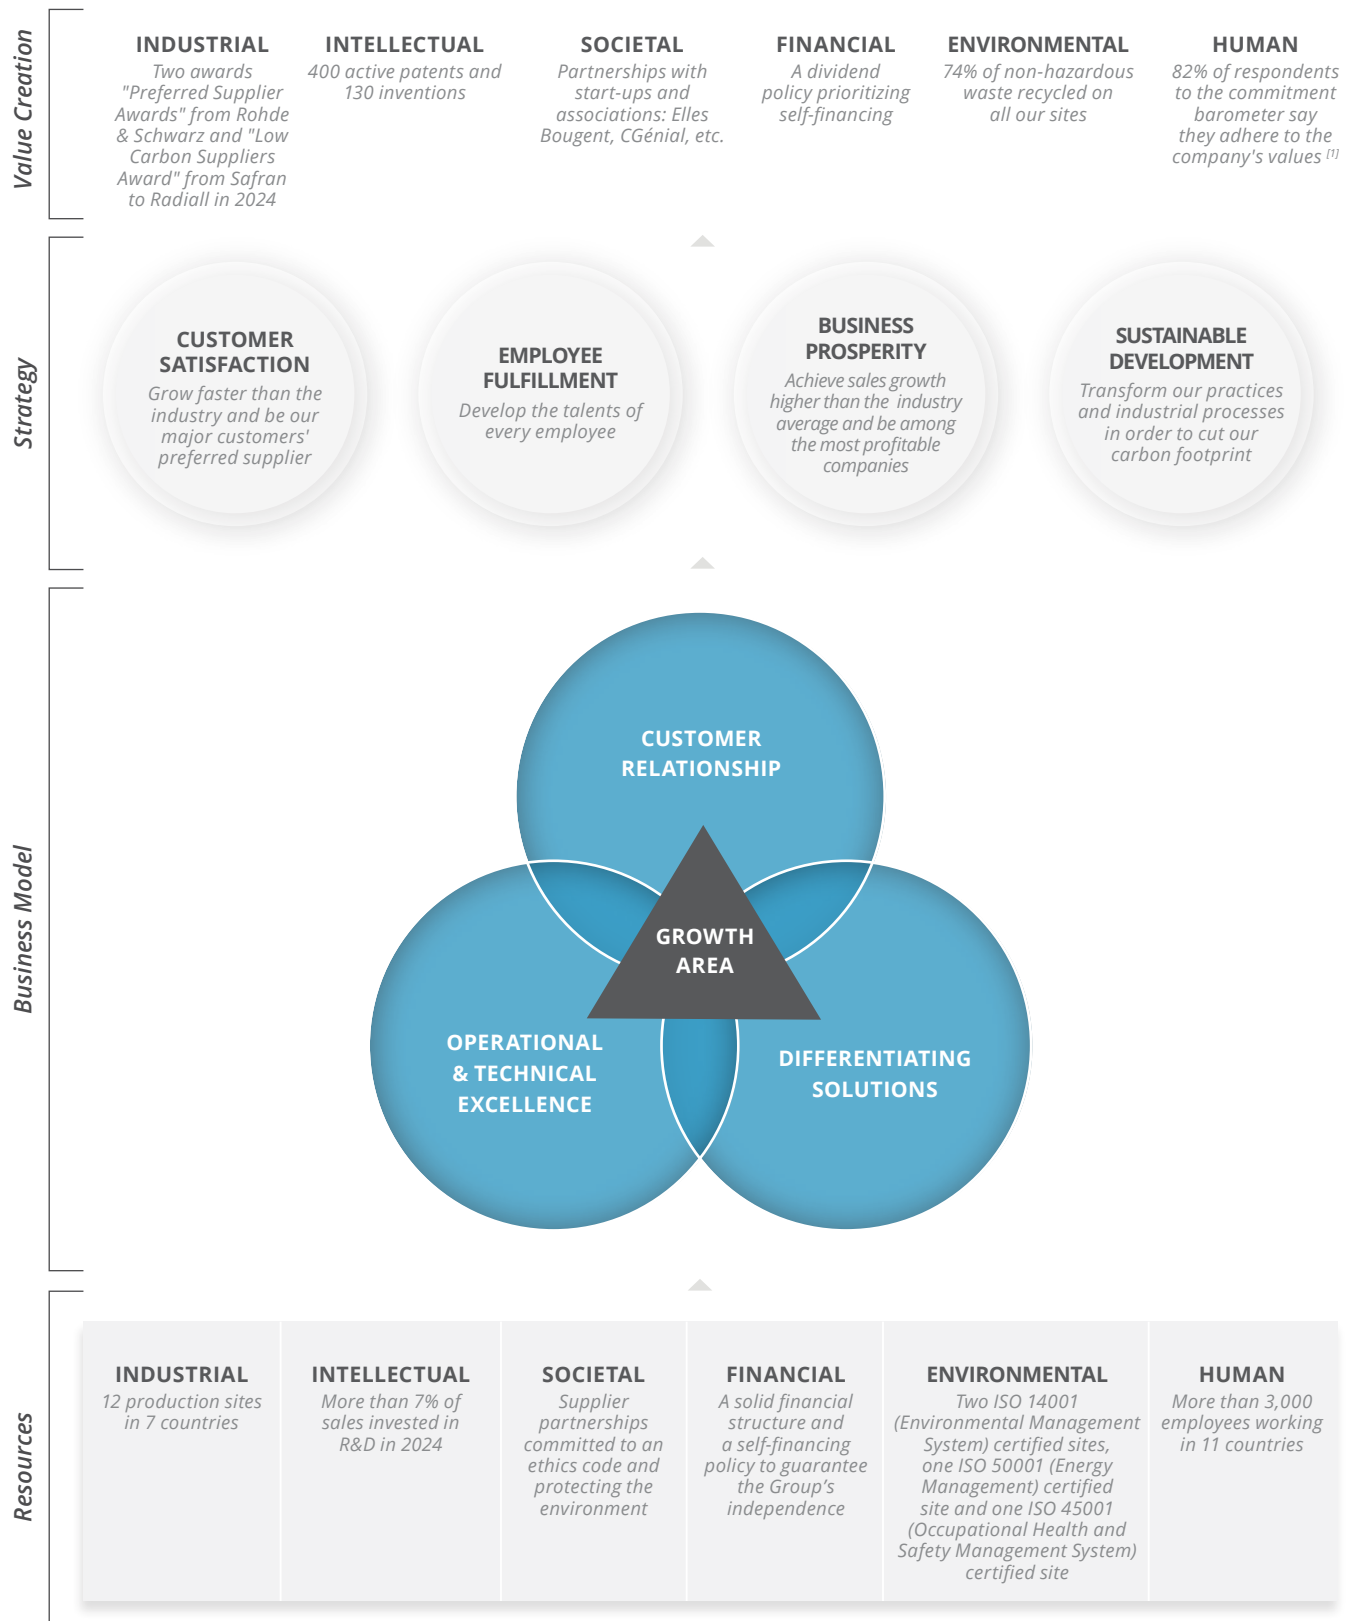 Value Creation
INDUSTRIAL
Two awards
"Preferred Supplier
Awards" from Rohde
& Schwarz and "Low
Carbon Suppliers
Award" from Safran
to Radiall in 2024
INTELLECTUAL
400 active patents and
130 inventions
SOCIETAL
Partnerships with
start-ups and
associations: Elles
Bougent, CGénial, etc.
FINANCIAL
A dividend
policy prioritizing
self-financing
ENVIRONMENTAL
74% of non-hazardous
waste recycled on
all our sites
HUMAN
82% of respondents
to the commitment
barometer say
they adhere to the
company's values [1]
Strategy
CUSTOMER
SATISFACTION
Grow faster than the
industry and be our
major customers'
preferred supplier
EMPLOYEE
FULFILLMENT
Develop the talents of
every employee
BUSINESS
PROSPERITY
Achieve sales growth
higher than the industry
average and be among
the most profitable
companies
SUSTAINABLE
DEVELOPMENT
Transform our practices
and industrial processes
in order to cut our
carbon footprint
Business Model
CUSTOMER
RELATIONSHIP
GROWTH
AREA
OPERATIONAL
& TECHNICAL
EXCELLENCE
DIFFERENTIATING
SOLUTIONS
Resources
INDUSTRIAL
12 production sites
in 7 countries
INTELLECTUAL
More than 7% of
sales invested in
R&D in 2024
SOCIETAL
Supplier
partnerships
committed to an
ethics code and
protecting the
environment
FINANCIAL
A solid financial
structure and
a self-financing
policy to guarantee
the Group’s
independence
ENVIRONMENTAL
Two ISO 14001
(Environmental Management
System) certified sites,
one ISO 50001 (Energy
Management) certified
site and one ISO 45001
(Occupational Health and
Safety Management System)
certified site
HUMAN
More than 3,000
employees working
in 11 countries